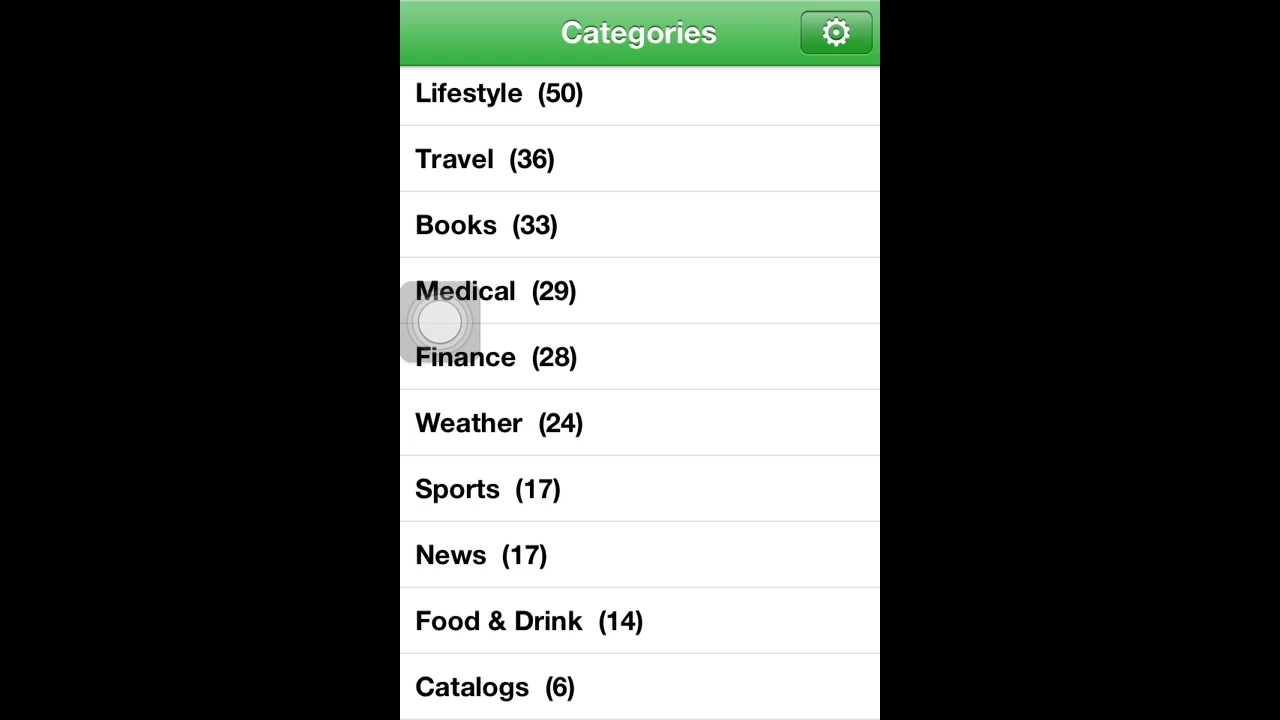 Categories
Lifestyle (50)
Travel (36)
Books (33)
Medical (29)
Finance (28)
Weather (24)
Sports (17)
News (17)
Food & Drink (14)
Catalogs (6)